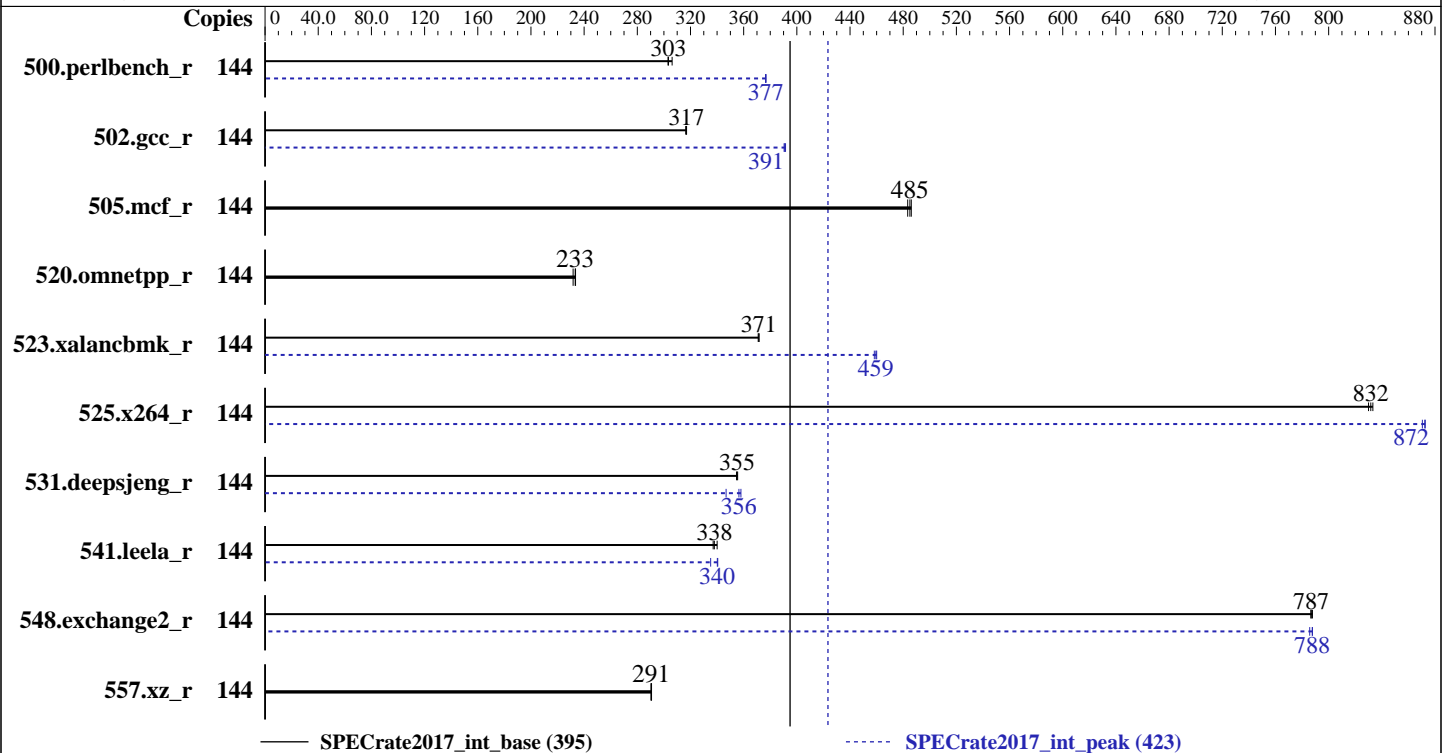 Copies 0 40.0 80.0 120 160 200 240 280 320 360 400 440 480 520 560 600 640 680 720 760 800 880
303
500.perlbench_r 144
377
317
502.gcc_r 144
391
485
505.mcf_r 144
233
520.omnetpp_r 144
371
523.xalancbmk_r 144
459
832
525.x264_r 144
872
355
531.deepsjeng_r 144
356
338
541.leela_r 144
340
787
548.exchange2_r 144
788
291
557.xz_r 144
SPECrate2017_int_base (395) SPECrate2017_int_peak (423)